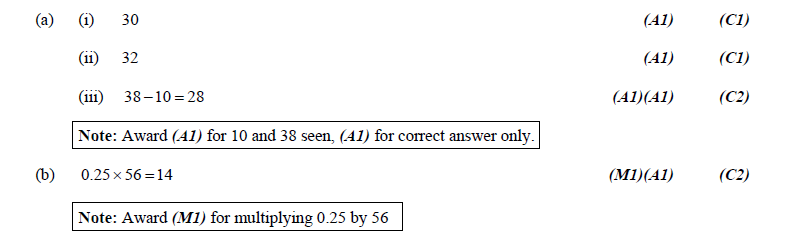 (a) (i) 30 (A1) (C1)
(ii) 32 (A1) (C1)
(iii) 38 − 10 = 28 (A1)(A1) (C2)
Note: Award (A1) for 10 and 38 seen, (A1) for correct answer only.
(b) 0.25 × 56 = 14 (M1)(A1) (C2)
Note: Award (M1) for multiplying 0.25 by 56